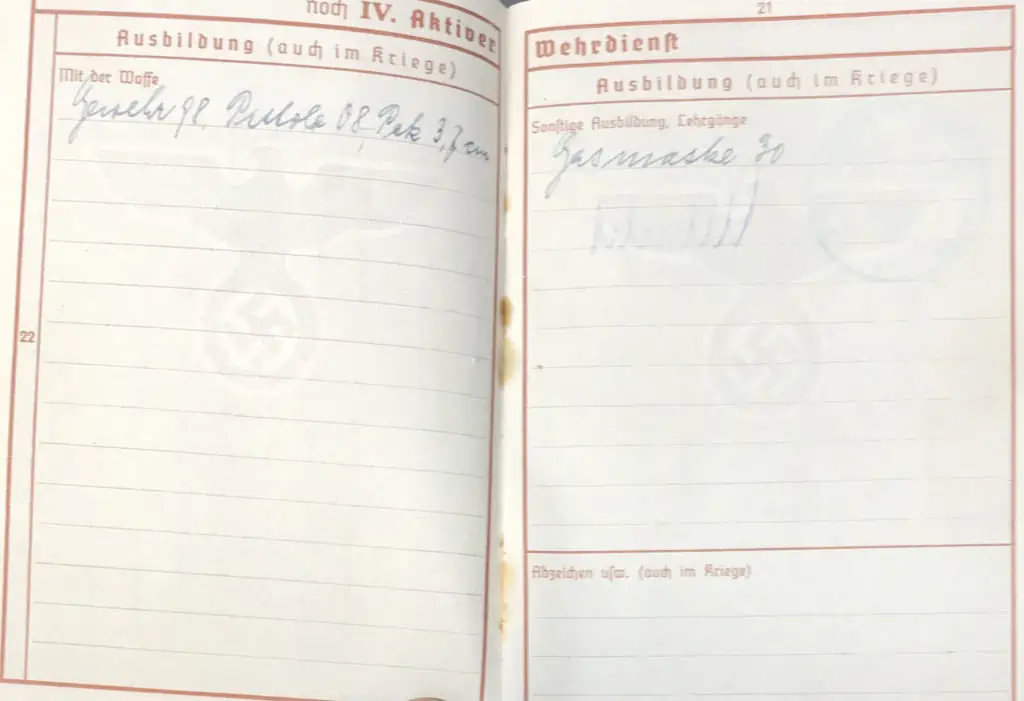 noch IV. Aktiver
Ausbildung (auch im Kriege)
Mit der Waffe
Gewehr 98, Pistole 08, Pak 3,7 cm
22
21
Wehrdienst
Ausbildung (auch im Kriege)
Sonstige Ausbildung, Lehrgänge
Gasmaske 30
Abzeichen usw. (auch im Kriege)